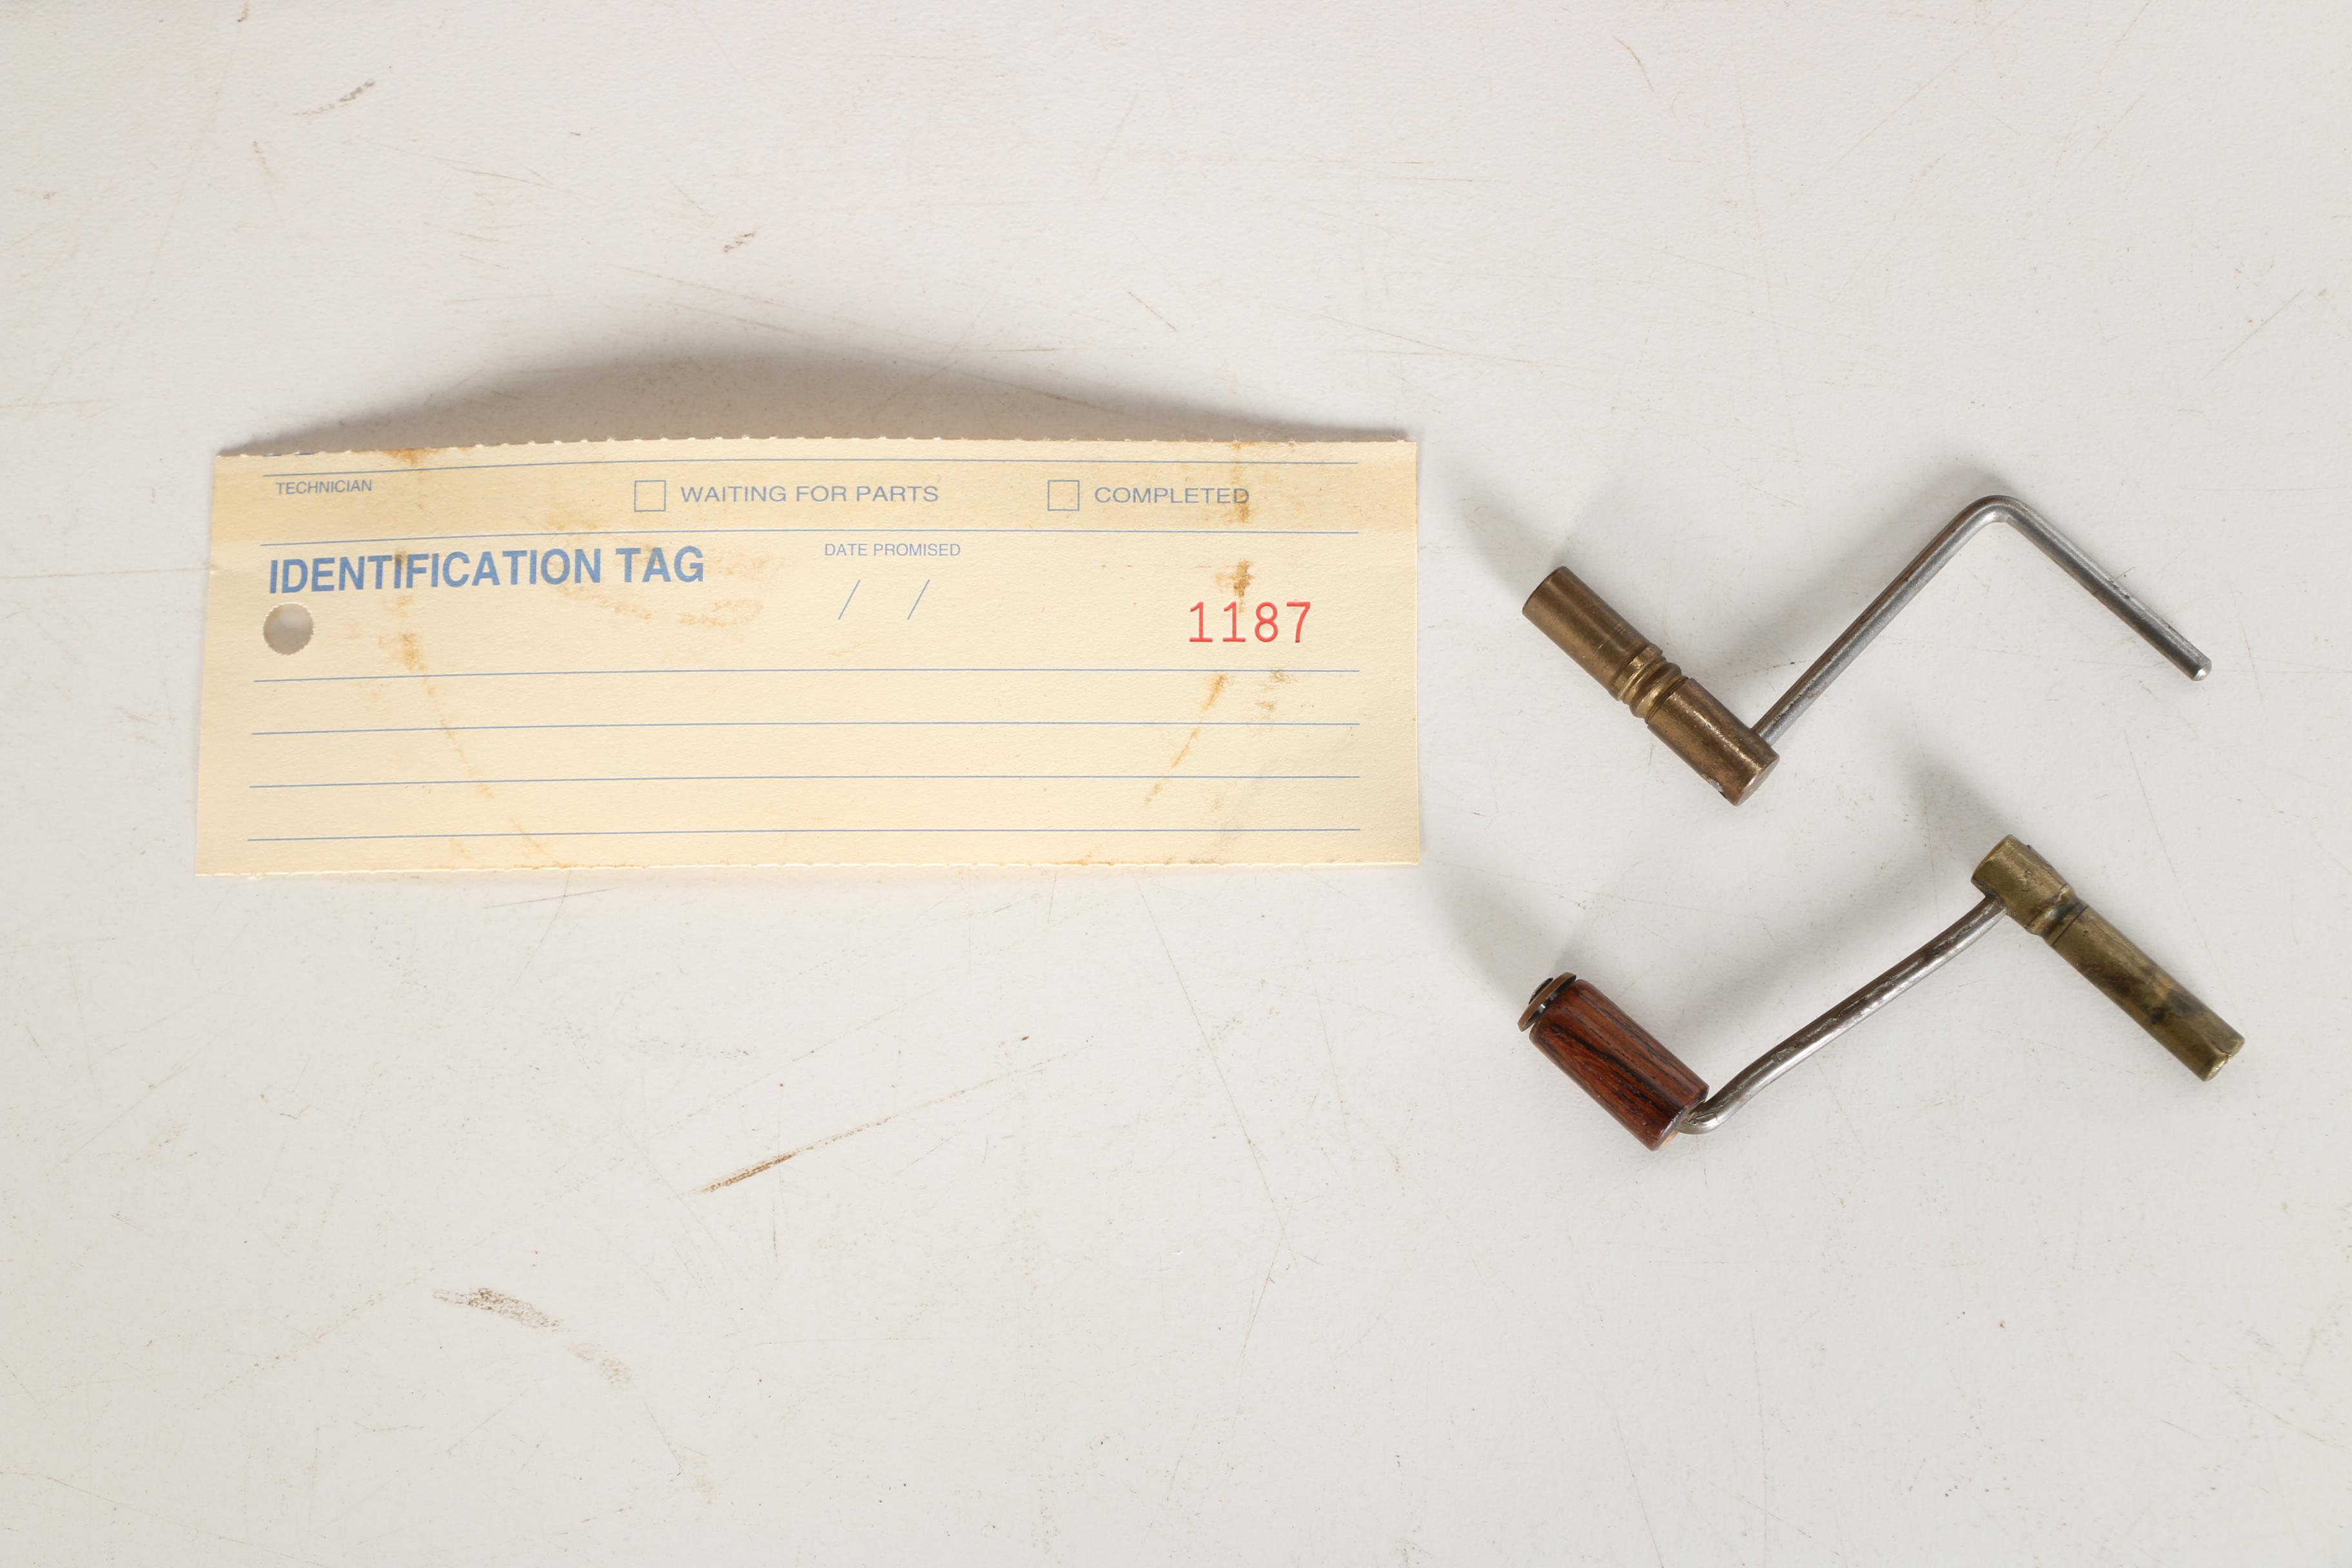 TECHNICIAN
WAITING FOR PARTS
COMPLETED
IDENTIFICATION TAG
DATE PROMISED
/ /
1187